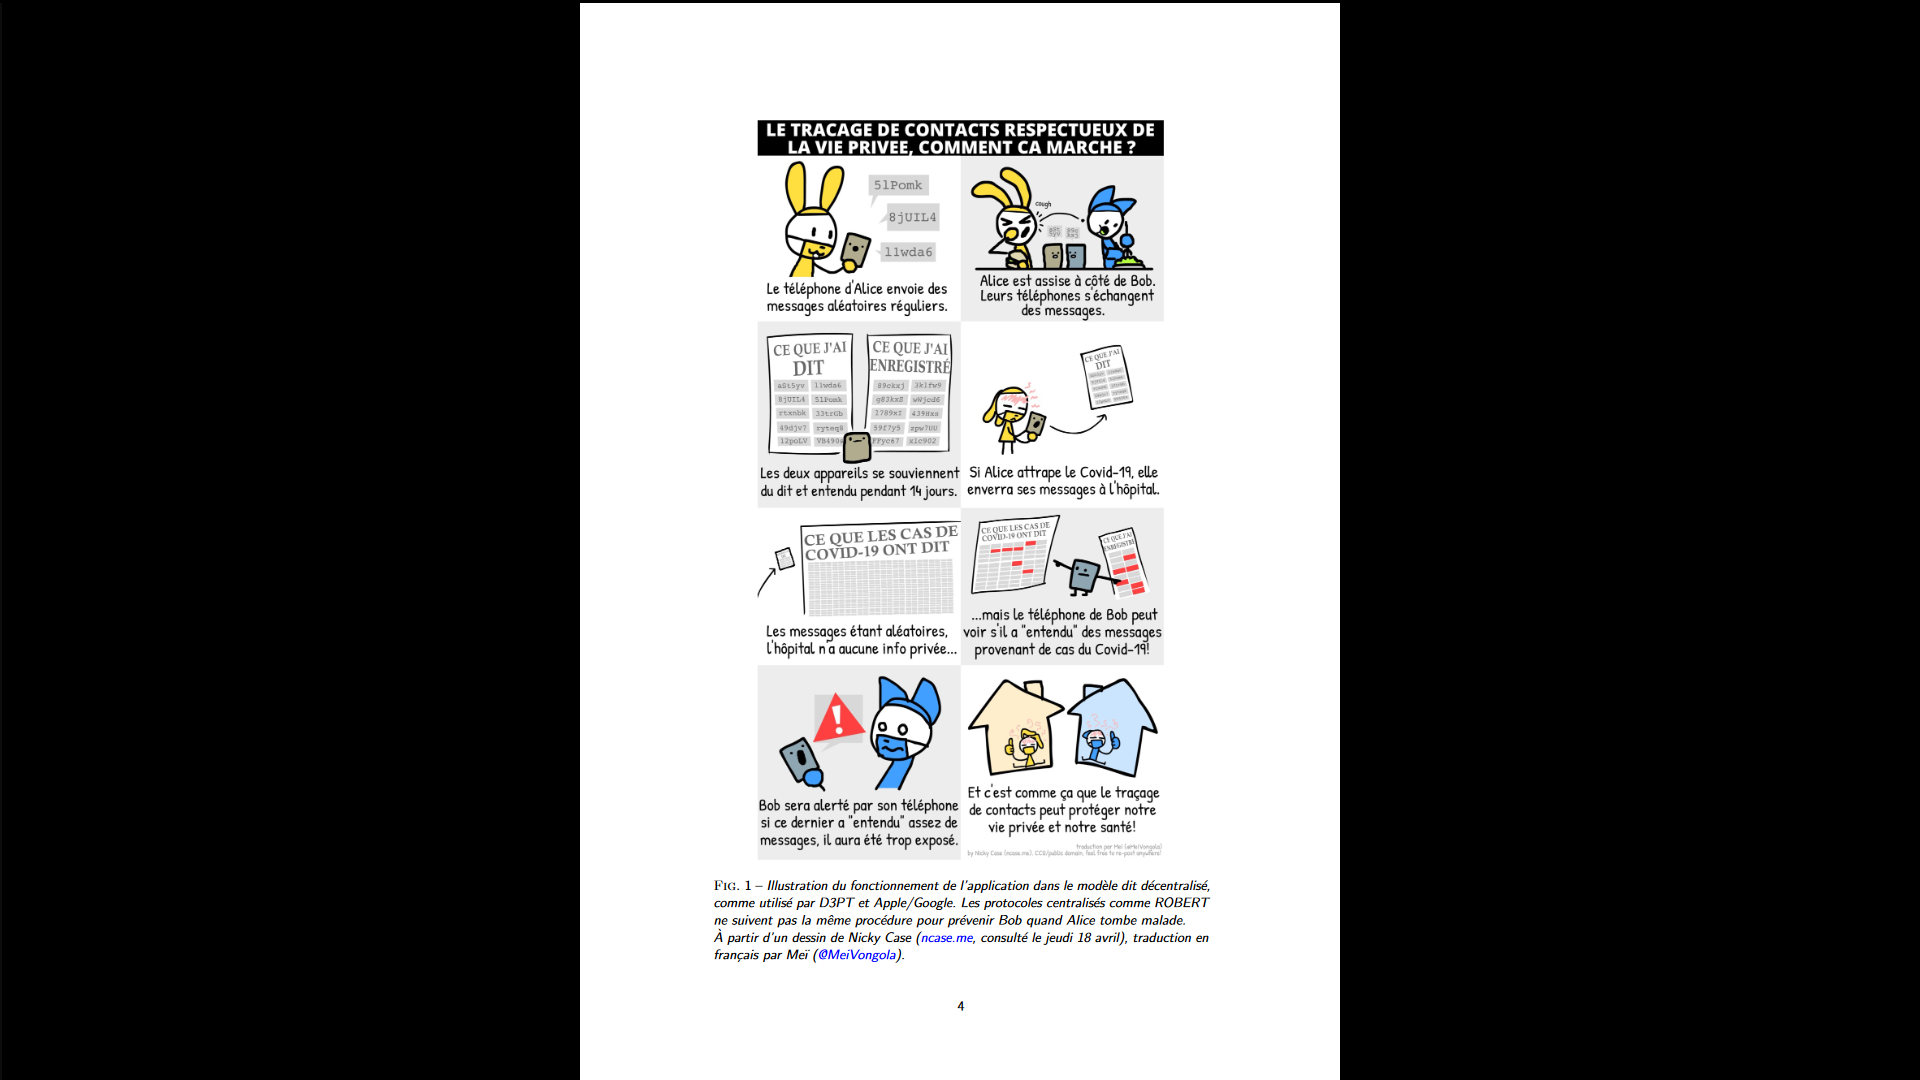 LE TRACAGE DE CONTACTS RESPECTUEUX DE
LA VIE PRIVEE, COMMENT CA MARCHE ?
51Pomk
8jUIL4
11wda6
Le téléphone d'Alice envoie des
messages aléatoires réguliers.
cough
Alice est assise à côté de Bob.
Leurs téléphones s'échangent
des messages.
CE QUE J'AI
DIT
aSt5yv 11wda6
8jUIL4 51Pomk
rtxnbk 33trGb
49djv7 ryteq8
12poLV
CE QUE J'AI
ENREGISTRÉ
89ckxj 3k1fw9
g83kxS wWjcd6
1789xI 439Hxs
59f7y5 zpw7UU
xic902
Les deux appareils se souviennent
du dit et entendu pendant 14 jours.
CE QUE J'AI
DIT
Si Alice attrape le Covid-19, elle
enverra ses messages à l'hôpital.
CE QUE LES CAS DE
COVID-19 ONT DIT
Les messages étant aléatoires,
l'hôpital n'a aucune info privée...
CE QUE LES CAS DE
COVID-19 ONT DIT
CE QUE J'AI
ENREGISTRÉ
...mais le téléphone de Bob peut
voir s'il a "entendu" des messages
provenant de cas du Covid-19!
!
Bob sera alerté par son téléphone
si ce dernier a "entendu" assez de
messages, il aura été trop exposé.
Et c'est comme ça que le traçage
de contacts peut protéger notre
vie privée et notre santé!
traduction par Meï (@MeiVongola)
by Nicky Case (ncase.me). CC0/public domain, feel free to re-post anywhere!
FIG. 1 – Illustration du fonctionnement de l'application dans le modèle dit décentralisé,
comme utilisé par D3PT et Apple/Google. Les protocoles centralisés comme ROBERT
ne suivent pas la même procédure pour prévenir Bob quand Alice tombe malade.
À partir d'un dessin de Nicky Case (ncase.me, consulté le jeudi 18 avril), traduction en
français par Meï (@MeiVongola).
4